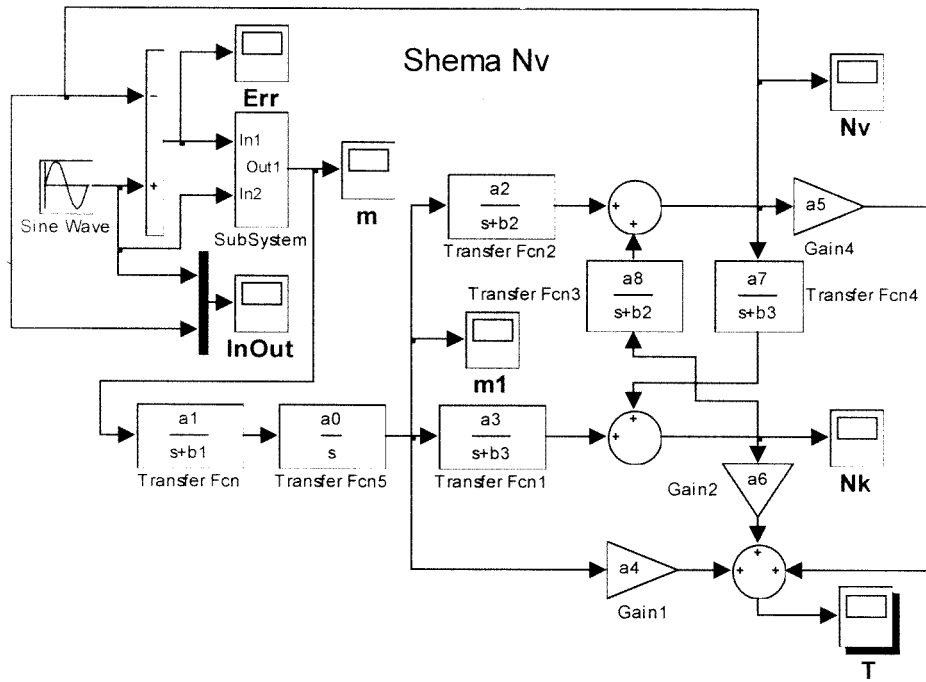 Shema Nv
Err
Nv
-
+
In1
Out1
In2
SubSystem
Sine Wave
m
a2
s+b2
Transfer Fcn2
+
+
a5
Gain4
InOut
Transfer Fcn3
a8
s+b2
a7
s+b3
Transfer Fcn4
m1
a1
s+b1
Transfer Fcn
a0
s
Transfer Fcn5
a3
s+b3
Transfer Fcn1
+
+
Nk
Gain2
a6
a4
Gain1
+
+
+
T